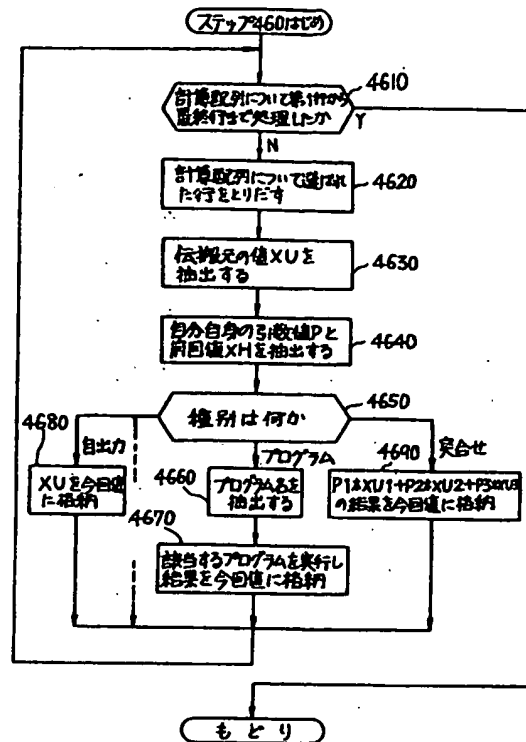 ステップ460はじめ
計算配列について第1行から
最終行まで処理したか
4610
Y
N
計算配列について選ばれ
た行をとりだす
4620
伝搬元の値XUを
抽出する
4630
自分自身の引数値Pと
前回値XHを抽出する
4640
種別は何か
4650
4680
自出力
プログラム
突合せ
XUを今回値
に格納
4660
プログラム名を
抽出する
4690
P1*XU1+P2*XU2+P3*XU3
の結果を今回値に格納
4670
該当するプログラムを実行し
結果を今回値に格納
もどり